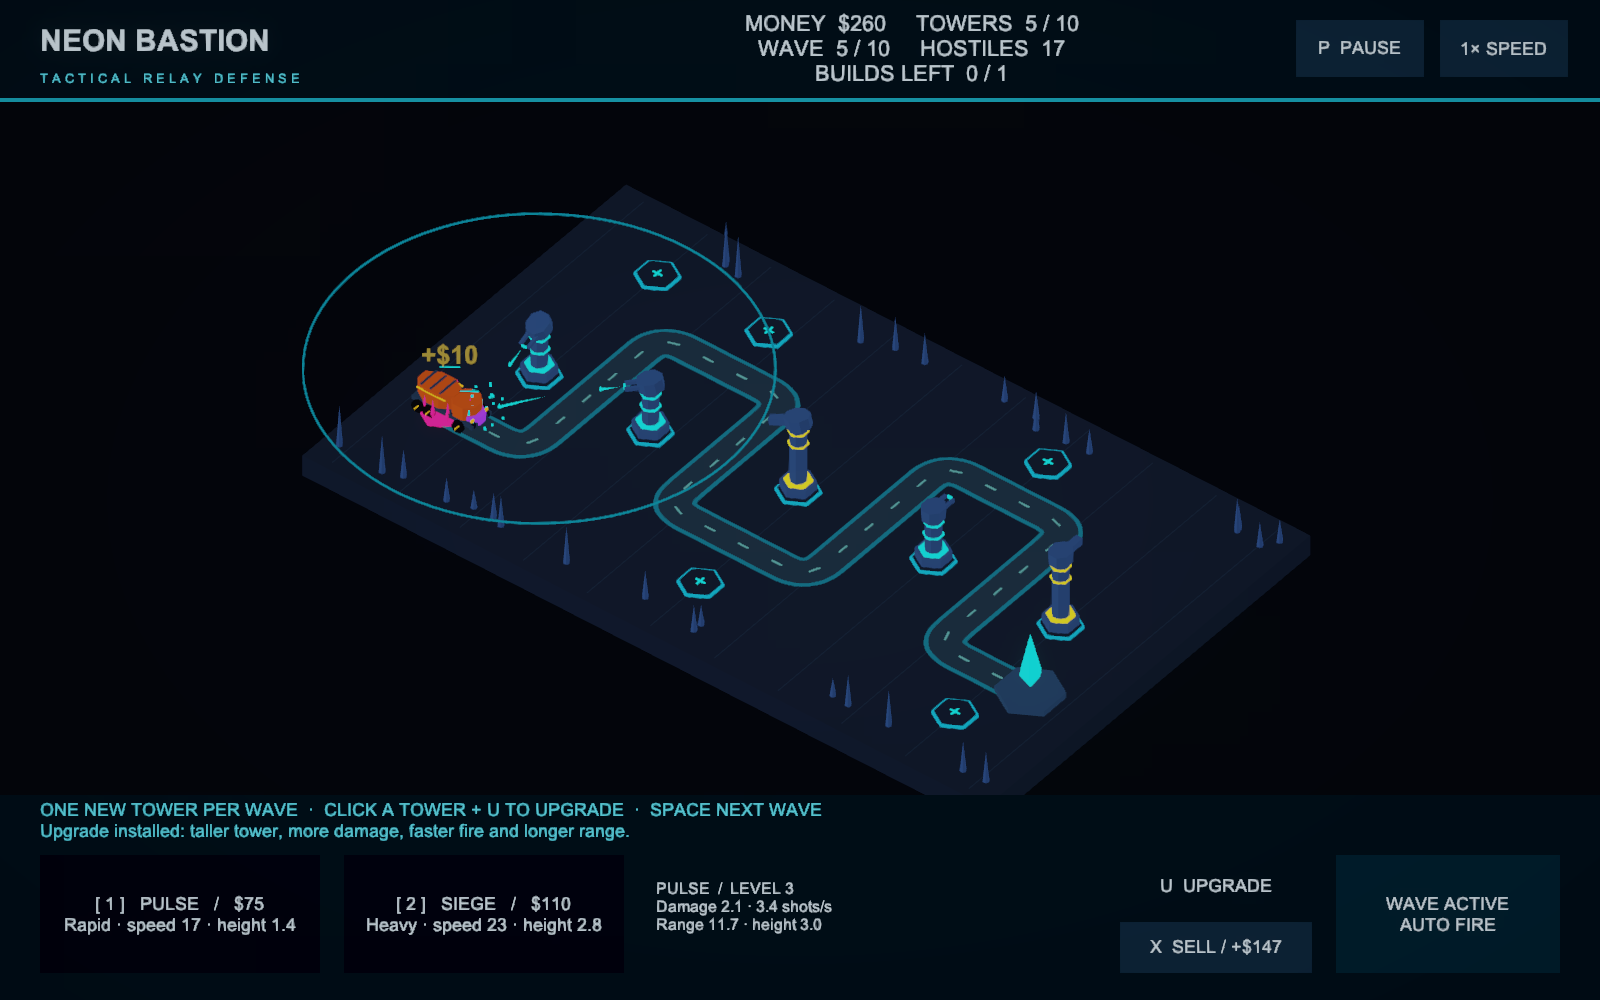 NEON BASTION
TACTICAL RELAY DEFENSE
MONEY $260 TOWERS 5 / 10
WAVE 5 / 10 HOSTILES 17
BUILDS LEFT 0 / 1
P PAUSE
1× SPEED
+$10
ONE NEW TOWER PER WAVE · CLICK A TOWER + U TO UPGRADE · SPACE NEXT WAVE
Upgrade installed: taller tower, more damage, faster fire and longer range.
[ 1 ] PULSE / $75
Rapid · speed 17 · height 1.4
[ 2 ] SIEGE / $110
Heavy · speed 23 · height 2.8
PULSE / LEVEL 3
Damage 2.1 · 3.4 shots/s
Range 11.7 · height 3.0
U UPGRADE
X SELL / +$147
WAVE ACTIVE
AUTO FIRE